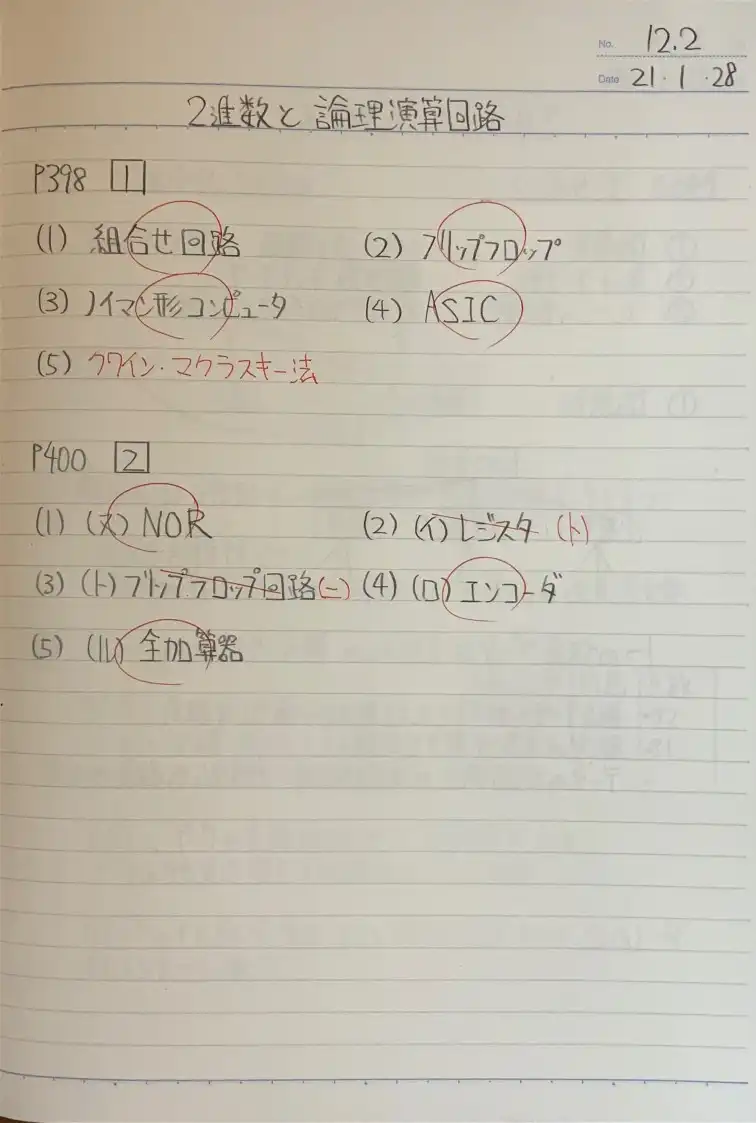 No. 12.2
Date 21・1・28
2進数と論理演算回路
P398 1
(1) 組合せ回路 (2) フリップフロップ
(3) ノイマン形コンピュータ (4) ASIC
(5) クワイン・マクラスキー法
P400 2
(1) (ヌ) NOR (2) (イ) レジスタ (ト)
(3) (ト) フリップフロップ回路 (ニ) (4) (ロ) エンコーダ
(5) (ル)全加算器